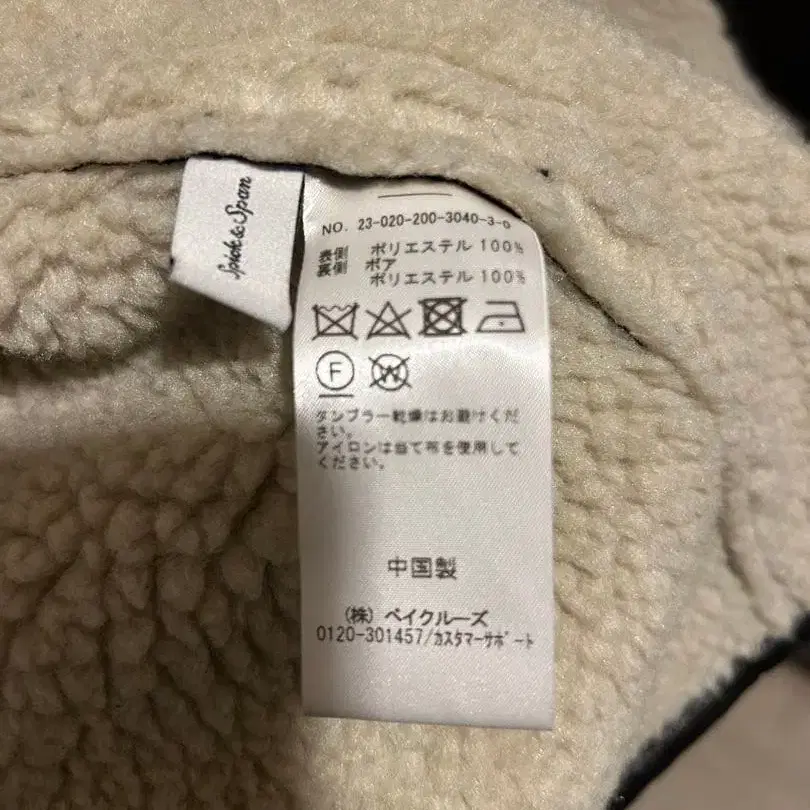 Spick & Span
NO. 23-020-200-3040-3-0
表側 ポリエステル 100%
裏側 ボア
ポリエステル 100%
F
W
タンブラー乾燥はお避けくだ
さい。
アイロンは当て布を使用して
ください。
中国製
(株) ベイクルーズ
0120-301457/カスタマーサポート